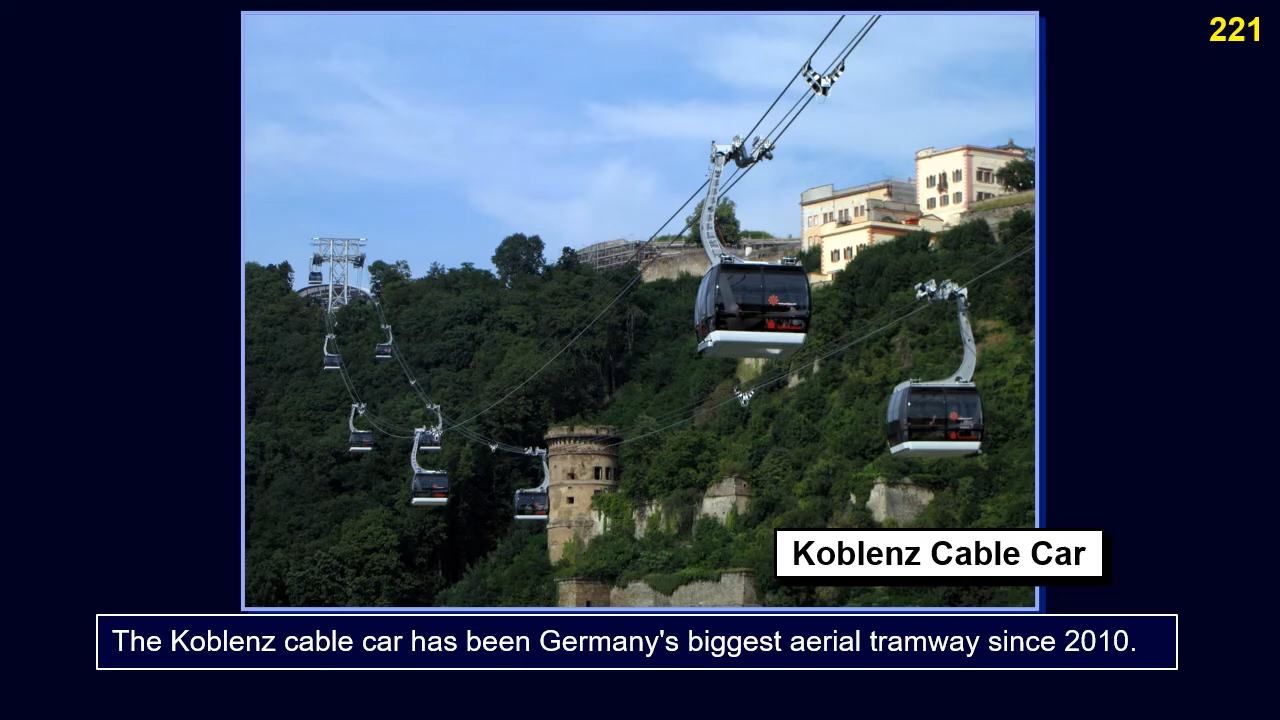 221
Koblenz Cable Car
The Koblenz cable car has been Germany's biggest aerial tramway since 2010.